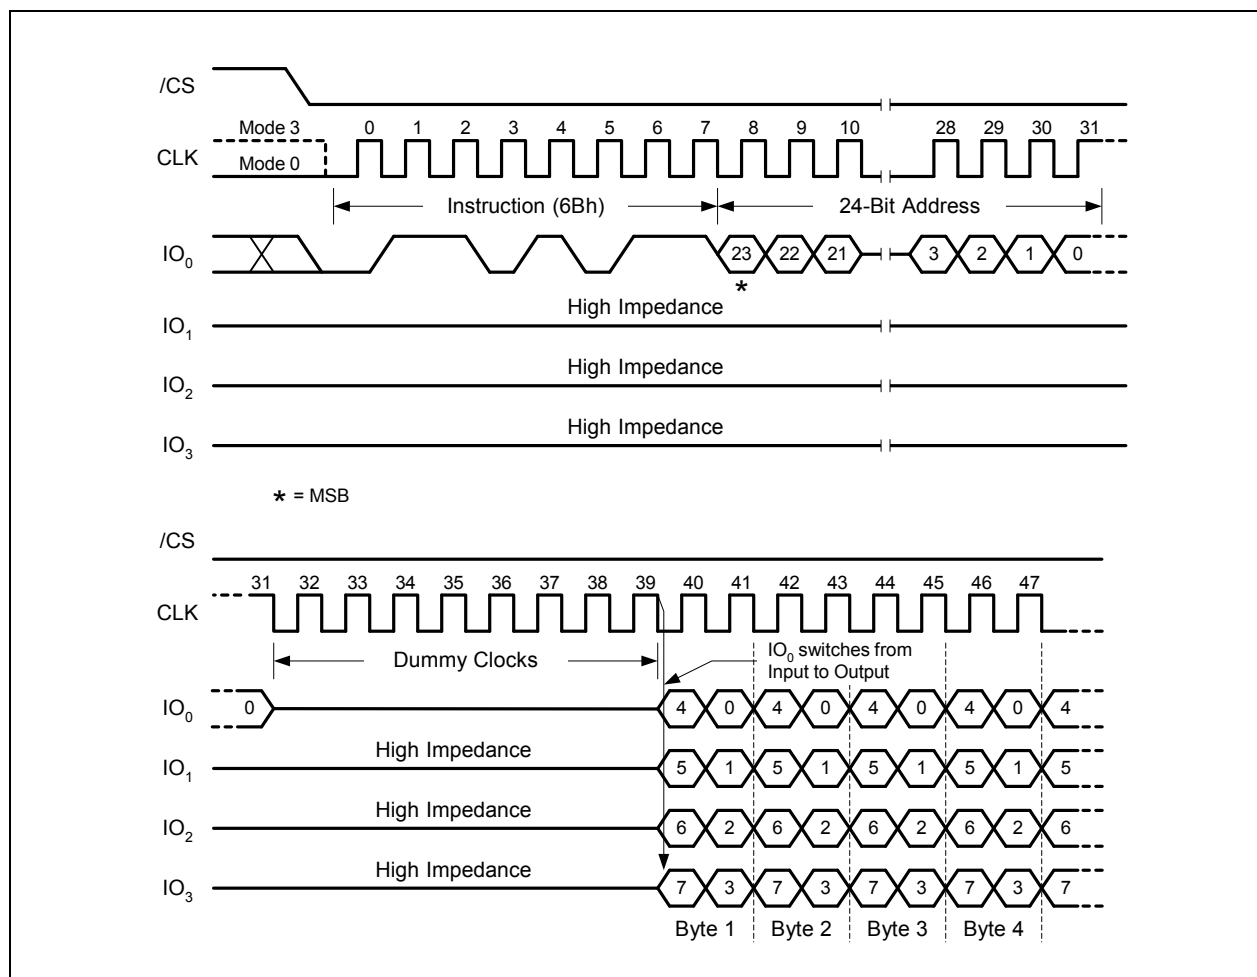 /CS
Mode 3
0 1 2 3 4 5 6 7 8 9 10 28 29 30 31
CLK
Mode 0
Instruction (6Bh)
24-Bit Address
IO0
23 22 21 3 2 1 0
*
High Impedance
IO1
High Impedance
IO2
High Impedance
IO3
* = MSB
/CS
31 32 33 34 35 36 37 38 39 40 41 42 43 44 45 46 47
CLK
Dummy Clocks
IO0 switches from
Input to Output
IO0
0 4 0 4 0 4 0 4 0 4
High Impedance
IO1
5 1 5 1 5 1 5 1 5
High Impedance
IO2
6 2 6 2 6 2 6 2 6
High Impedance
IO3
7 3 7 3 7 3 7 3 7
Byte 1 Byte 2 Byte 3 Byte 4